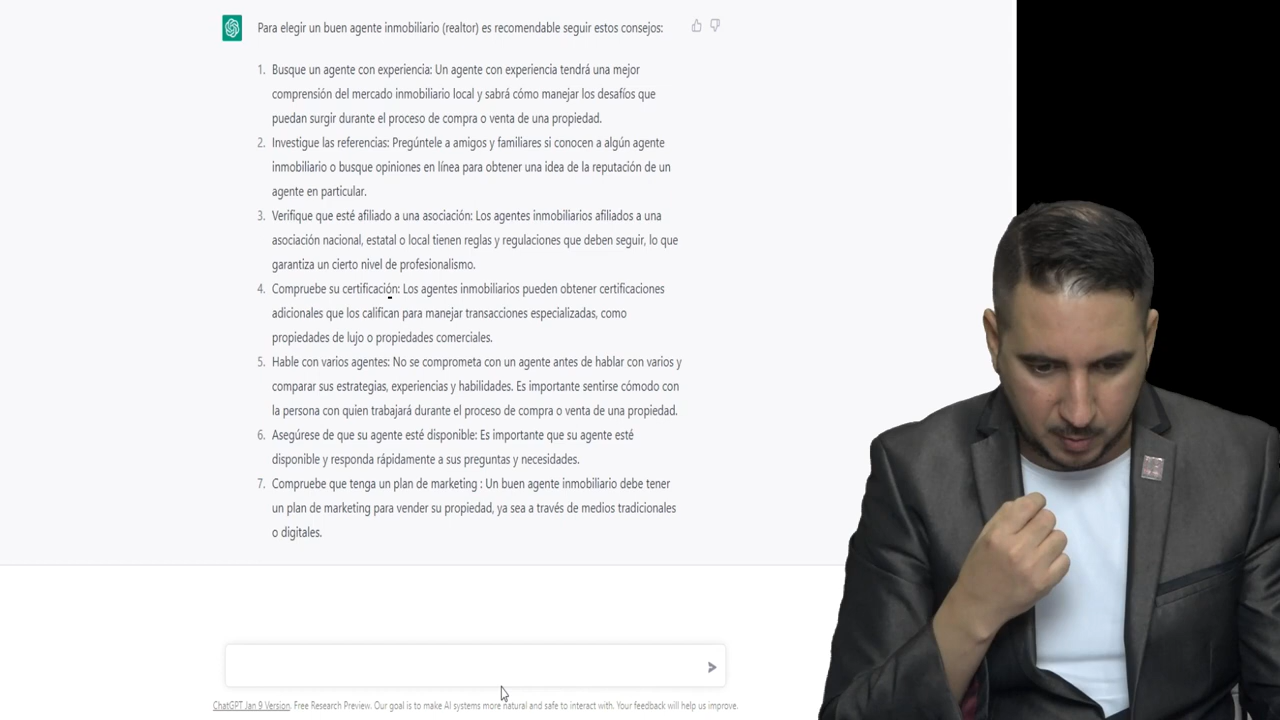 Para elegir un buen agente inmobiliario (realtor) es recomendable seguir estos consejos:
1. Busque un agente con experiencia: Un agente con experiencia tendrá una mejor
comprensión del mercado inmobiliario local y sabrá cómo manejar los desafíos que
puedan surgir durante el proceso de compra o venta de una propiedad.
2. Investigue las referencias: Pregúntele a amigos y familiares si conocen a algún agente
inmobiliario o busque opiniones en línea para obtener una idea de la reputación de un
agente en particular.
3. Verifique que esté afiliado a una asociación: Los agentes inmobiliarios afiliados a una
asociación nacional, estatal o local tienen reglas y regulaciones que deben seguir, lo que
garantiza un cierto nivel de profesionalismo.
4. Compruebe su certificación: Los agentes inmobiliarios pueden obtener certificaciones
adicionales que los califican para manejar transacciones especializadas, como
propiedades de lujo o propiedades comerciales.
5. Hable con varios agentes: No se comprometa con un agente antes de hablar con varios y
comparar sus estrategias, experiencias y habilidades. Es importante sentirse cómodo con
la persona con quien trabajará durante el proceso de compra o venta de una propiedad.
6. Asegúrese de que su agente esté disponible: Es importante que su agente esté
disponible y responda rápidamente a sus preguntas y necesidades.
7. Compruebe que tenga un plan de marketing : Un buen agente inmobiliario debe tener
un plan de marketing para vender su propiedad, ya sea a través de medios tradicionales
o digitales.
ChatGPT Jan 9 Version. Free Research Preview. Our goal is to make AI systems more natural and safe to interact with. Your feedback will help us improve.